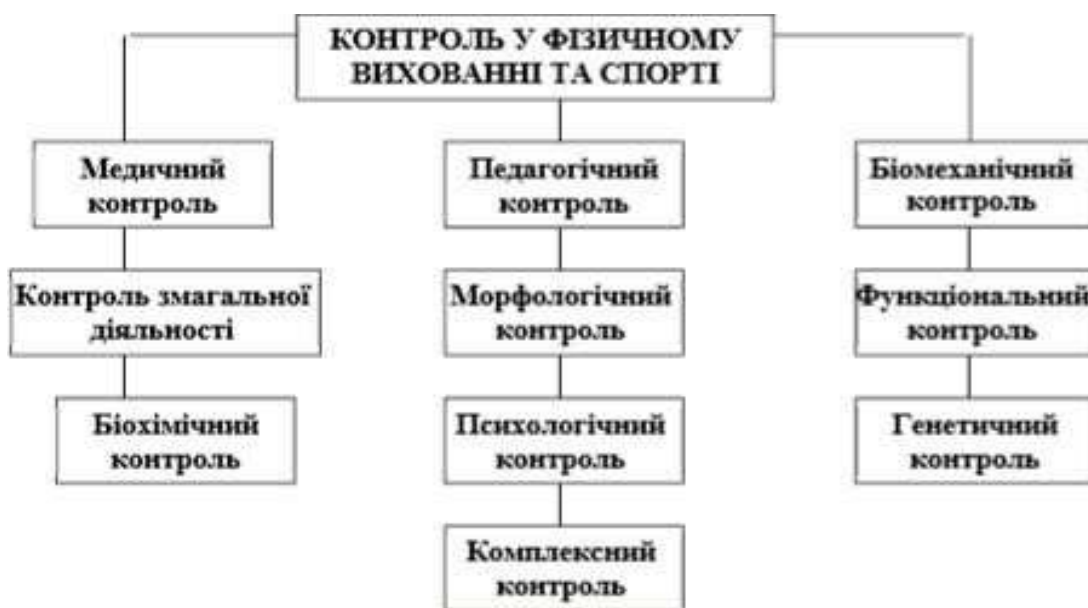 КОНТРОЛЬ У ФІЗИЧНОМУ
ВИХОВАННІ ТА СПОРТІ
Медичний
контроль
Педагогічний
контроль
Біомеханічний
контроль
Контроль змагальної
діяльності
Морфологічний
контроль
Функціональний
контроль
Біохімічний
контроль
Психологічний
контроль
Генетичний
контроль
Комплексний
контроль